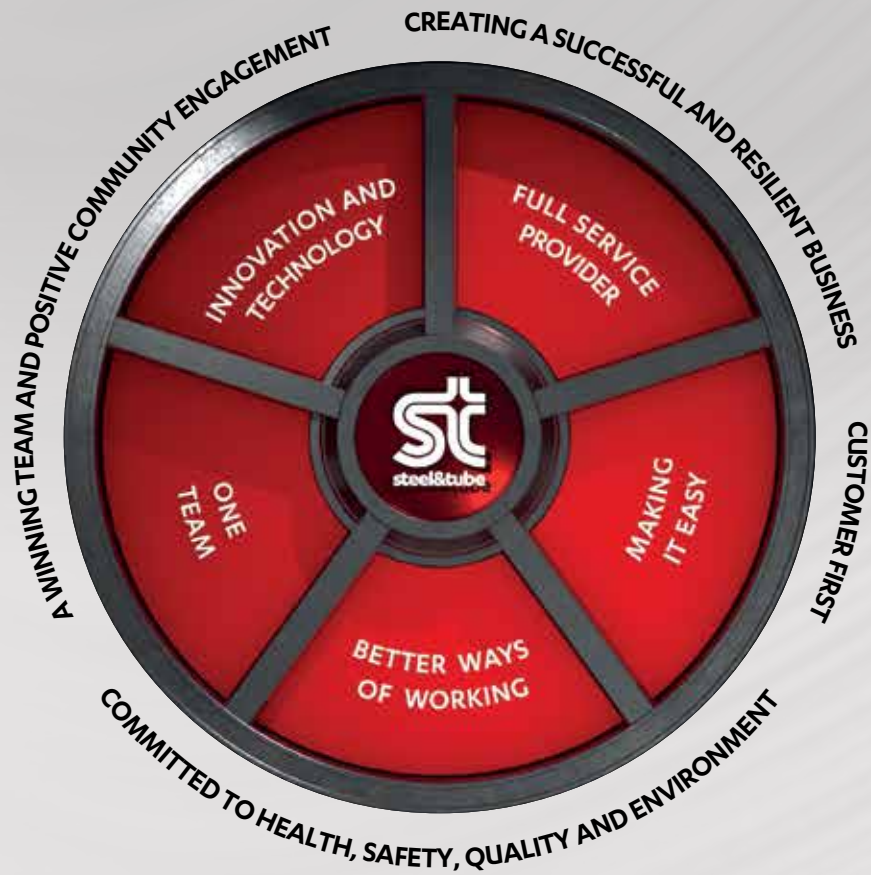 CREATING A SUCCESSFUL AND RESILIENT BUSINESS
CUSTOMER FIRST
COMMITTED TO HEALTH, SAFETY, QUALITY AND ENVIRONMENT
A WINNING TEAM AND POSITIVE COMMUNITY ENGAGEMENT
FULL SERVICE
PROVIDER
MAKING
IT EASY
BETTER WAYS
OF WORKING
ONE
TEAM
INNOVATION AND
TECHNOLOGY
st
steel&tube